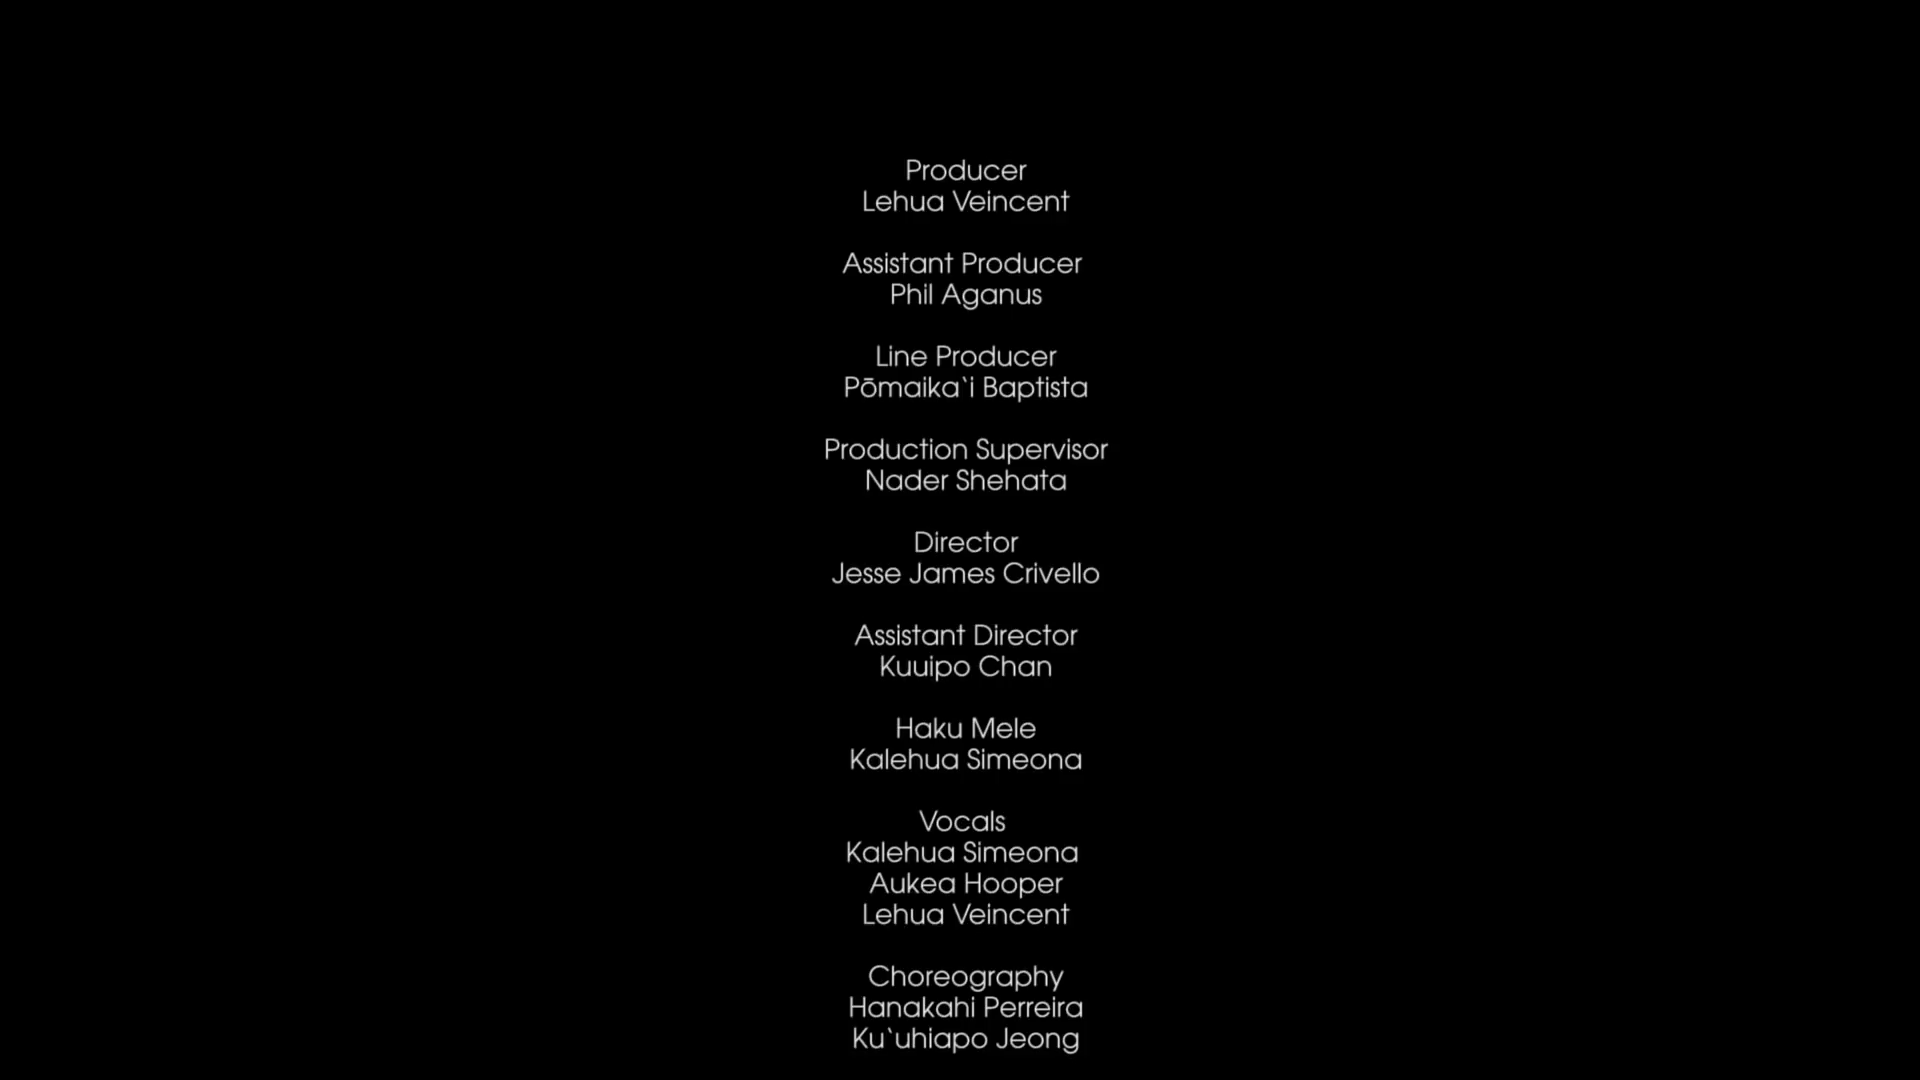 Producer
Lehua Veincent
Assistant Producer
Phil Aganus
Line Producer
Pōmaika`i Baptista
Production Supervisor
Nader Shehata
Director
Jesse James Crivello
Assistant Director
Kuuipo Chan
Haku Mele
Kalehua Simeona
Vocals
Kalehua Simeona
Aukea Hooper
Lehua Veincent
Choreography
Hanakahi Perreira
Ku`uhiapo Jeong